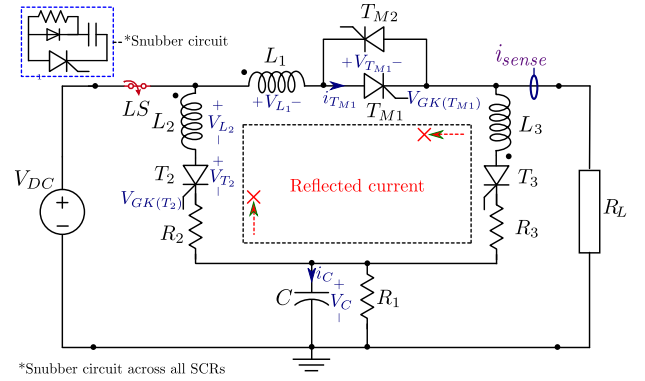 *Snubber circuit
T_{M2}
i_{sense}
L_1
+V_{T_{M1}}−
LS
+V_{L_1}−
i_{T_{M1}}
T_{M1}
V_{GK(T_{M1})}
L_2
+
V_{L_2}
−
L_3
V_{DC}
T_2
+
V_{T_2}
−
Reflected current
T_3
V_{GK(T_2)}
R_L
+
−
R_2
R_3
i_C
C
+
V_C
−
R_1
*Snubber circuit across all SCRs